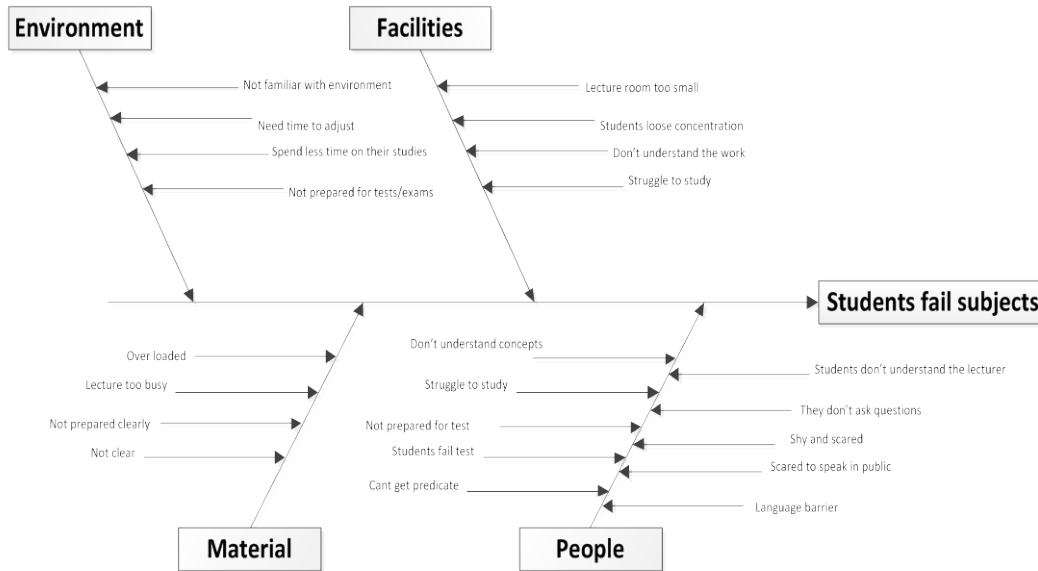 Environment
Facilities
Not familiar with environment
Need time to adjust
Spend less time on their studies
Not prepared for tests/exams
Lecture room too small
Students loose concentration
Don't understand the work
Struggle to study
Students fail subjects
Over loaded
Lecture too busy
Not prepared clearly
Not clear
Don't understand concepts
Struggle to study
Not prepared for test
Students fail test
Cant get predicate
Students don't understand the lecturer
They don't ask questions
Shy and scared
Scared to speak in public
Language barrier
Material
People